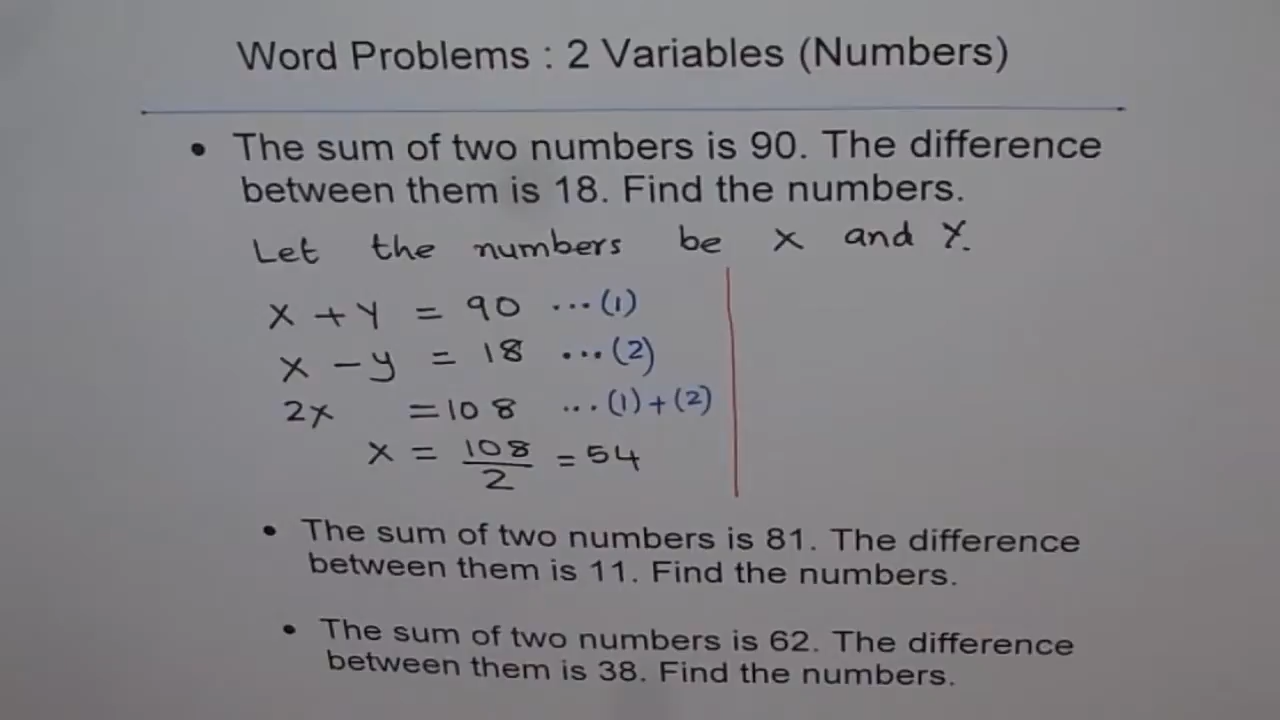 Word Problems : 2 Variables (Numbers)
• The sum of two numbers is 90. The difference
between them is 18. Find the numbers.
Let the numbers be x and y.
x + y = 90 ...(1)
x - y = 18 ...(2)
2x = 108 ...(1)+(2)
x = 108/2 = 54
• The sum of two numbers is 81. The difference
between them is 11. Find the numbers.
• The sum of two numbers is 62. The difference
between them is 38. Find the numbers.